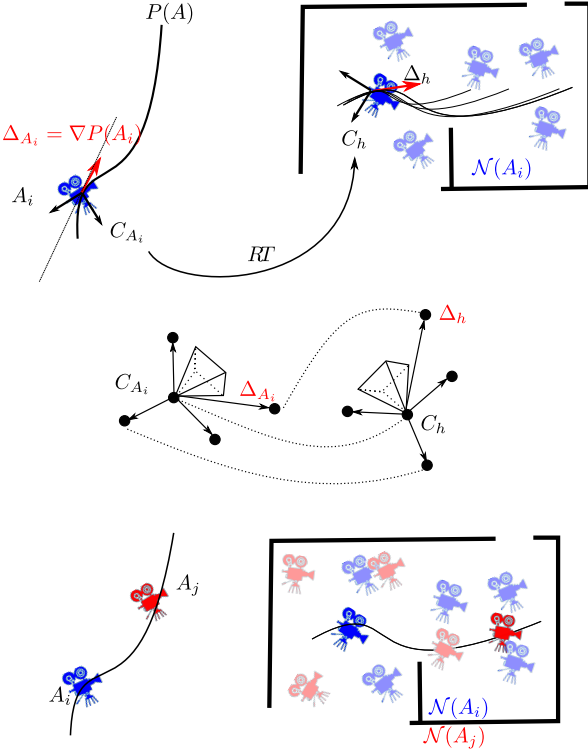 P(A)
Δ_h
Δ_{A_i} = ∇P(A_i)
C_h
𝒩(A_i)
A_i
C_{A_i}
RT
Δ_h
C_{A_i}
Δ_{A_i}
C_h
A_j
A_i
𝒩(A_i)
𝒩(A_j)